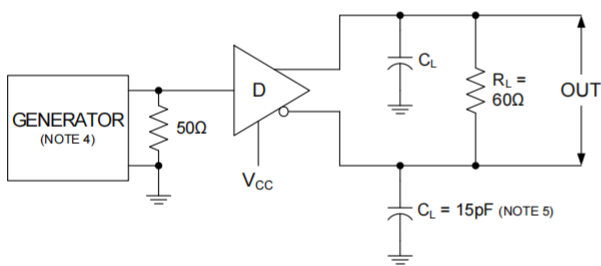 GENERATOR
(NOTE 4)
50Ω
D
VCC
CL
RL =
60Ω
OUT
CL = 15pF (NOTE 5)